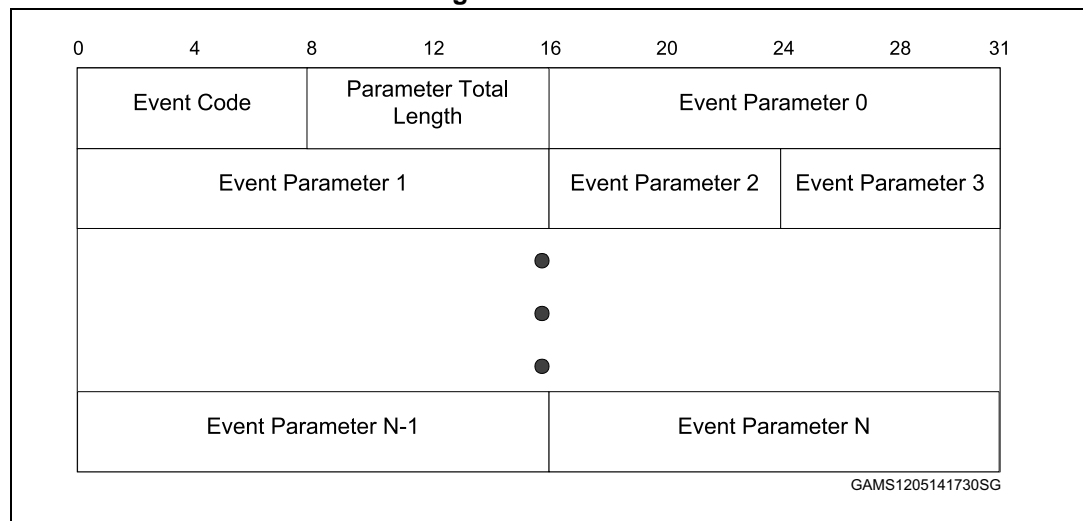 0 4 8 12 16 20 24 28 31
Event Code
Parameter Total
Length
Event Parameter 0
Event Parameter 1
Event Parameter 2
Event Parameter 3
Event Parameter N-1
Event Parameter N
GAMS1205141730SG